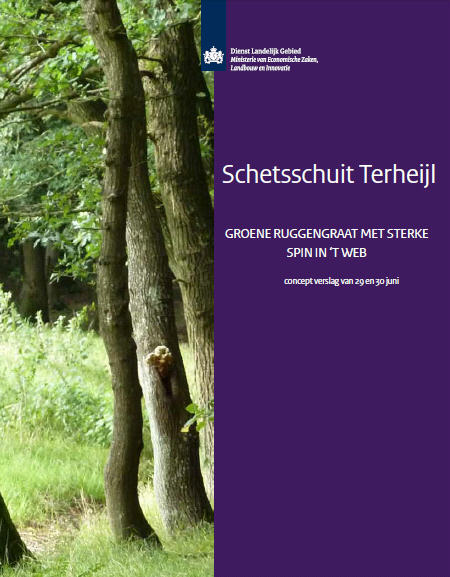 Dienst Landelijk Gebied
Ministerie van Economische Zaken,
Landbouw en Innovatie
Schetsschuit Terheijl
GROENE RUGGENGRAAT MET STERKE
SPIN IN ‘T WEB
concept verslag van 29 en 30 juni